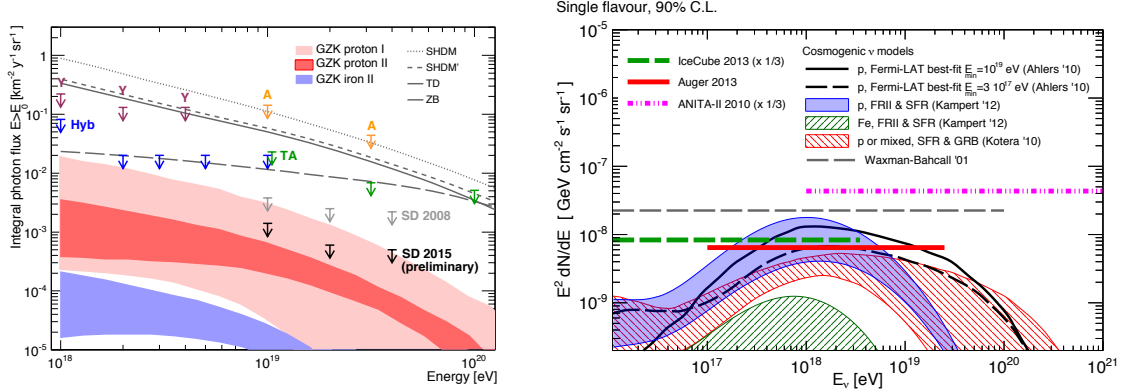 Integral photon flux E>E0 [km-2 y-1 sr-1]
1
10-1
10-2
10-3
10-4
10-5
GZK proton I
GZK proton II
GZK iron II
SHDM
SHDM'
TD
ZB
Y
Y
Y
A
A
Hyb
TA
SD 2008
SD 2015
(preliminary)
1018
1019
1020
Energy [eV]
Single flavour, 90% C.L.
E2 dN/dE [ GeV cm-2 s-1 sr-1 ]
10-5
10-6
10-7
10-8
10-9
IceCube 2013 (x 1/3)
Auger 2013
ANITA-II 2010 (x 1/3)
Cosmogenic ν models
p, Fermi-LAT best-fit Emin=1019 eV (Ahlers '10)
p, Fermi-LAT best-fit Emin=3 1017 eV (Ahlers '10)
p, FRII & SFR (Kampert '12)
Fe, FRII & SFR (Kampert '12)
p or mixed, SFR & GRB (Kotera '10)
Waxman-Bahcall '01
1017
1018
1019
1020
1021
Eν [eV]